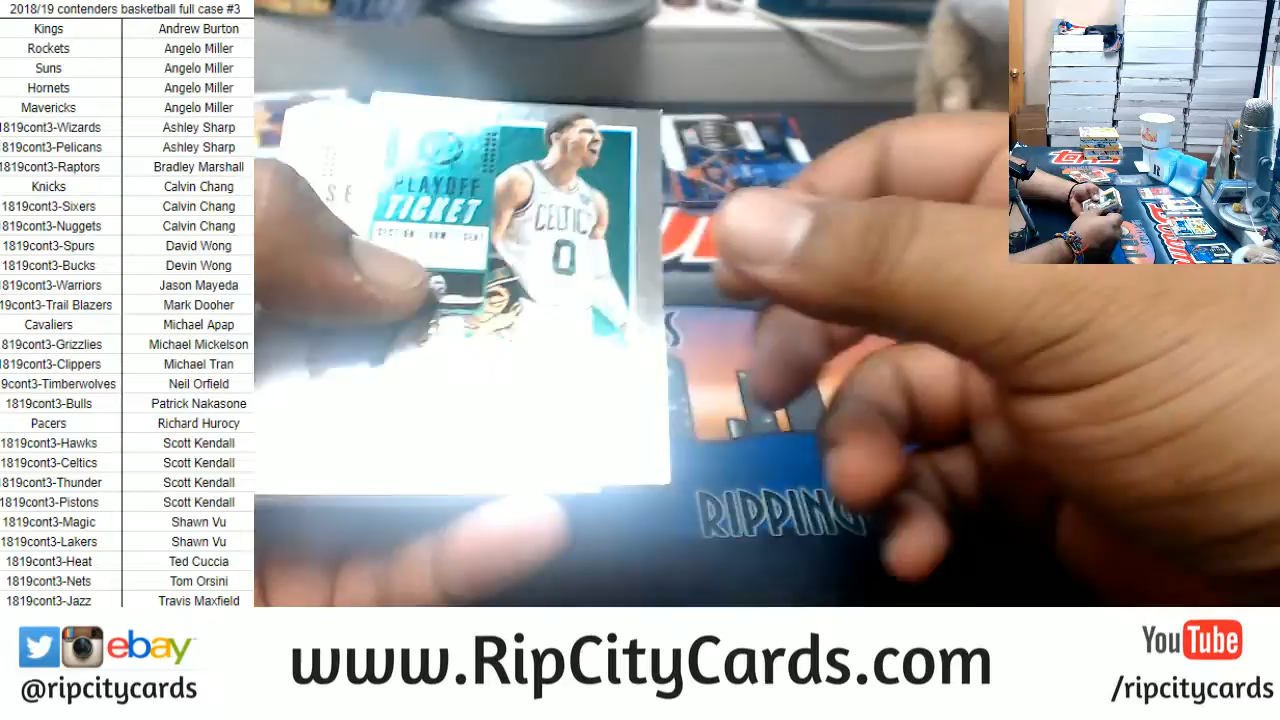 2018/19 contenders basketball full case #3
Kings Andrew Burton
Rockets Angelo Miller
Suns Angelo Miller
Hornets Angelo Miller
Mavericks Angelo Miller
1819cont3-Wizards Ashley Sharp
1819cont3-Pelicans Ashley Sharp
1819cont3-Raptors Bradley Marshall
Knicks Calvin Chang
1819cont3-Sixers Calvin Chang
1819cont3-Nuggets Calvin Chang
1819cont3-Spurs David Wong
1819cont3-Bucks Devin Wong
1819cont3-Warriors Jason Mayeda
19cont3-Trail Blazers Mark Dooher
Cavaliers Michael Apap
1819cont3-Grizzlies Michael Mickelson
1819cont3-Clippers Michael Tran
9cont3-Timberwolves Neil Orfield
1819cont3-Bulls Patrick Nakasone
Pacers Richard Hurocy
1819cont3-Hawks Scott Kendall
1819cont3-Celtics Scott Kendall
1819cont3-Thunder Scott Kendall
1819cont3-Pistons Scott Kendall
1819cont3-Magic Shawn Vu
1819cont3-Lakers Shawn Vu
1819cont3-Heat Ted Cuccia
1819cont3-Nets Tom Orsini
1819cont3-Jazz Travis Maxfield
PLAYOFF
TICKET
SECTION ROW SEAT
CELTICS
0
RIPPING
ebay
@ripcitycards
www.RipCityCards.com
YouTube
/ripcitycards